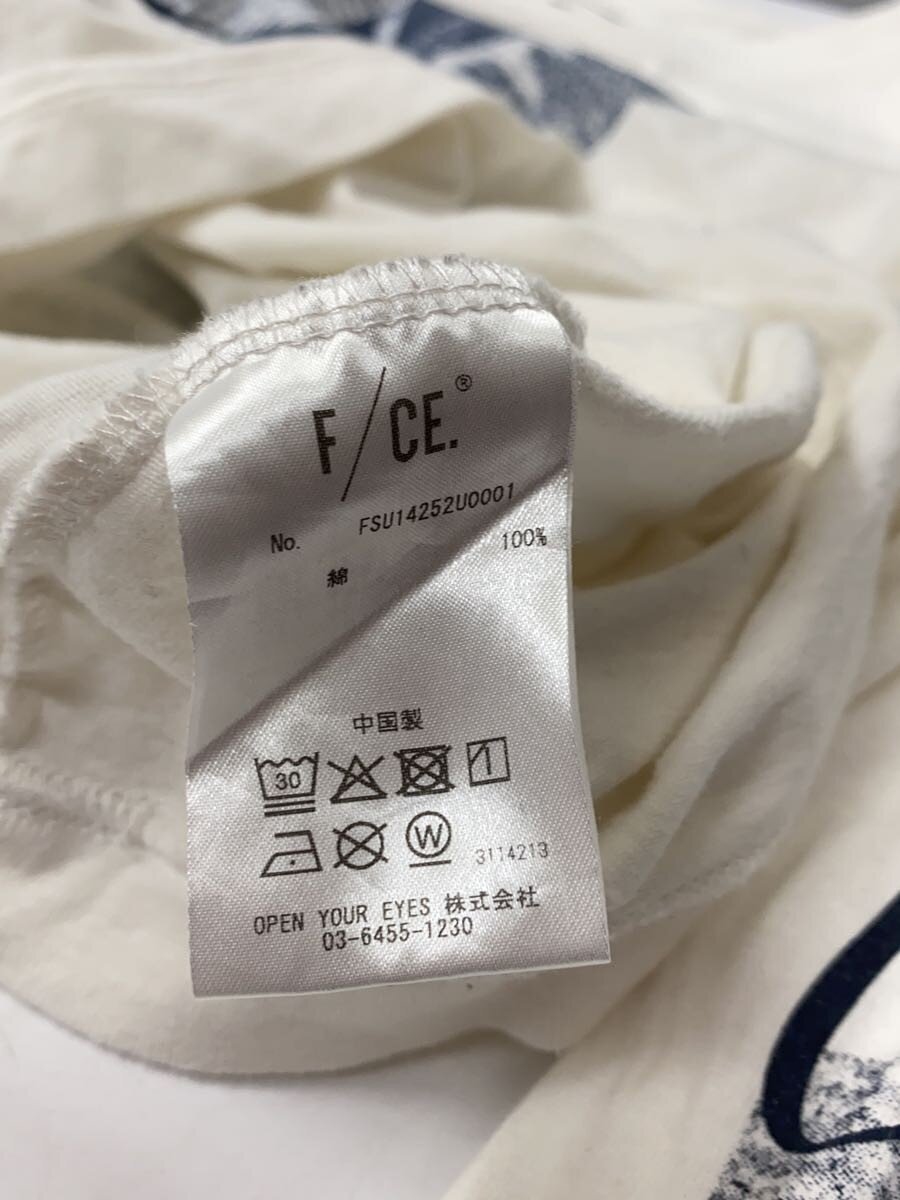 F/CE.®
No. FSU14252U0001
綿 100%
中国製
30
W
3114213
OPEN YOUR EYES 株式会社
03-6455-1230